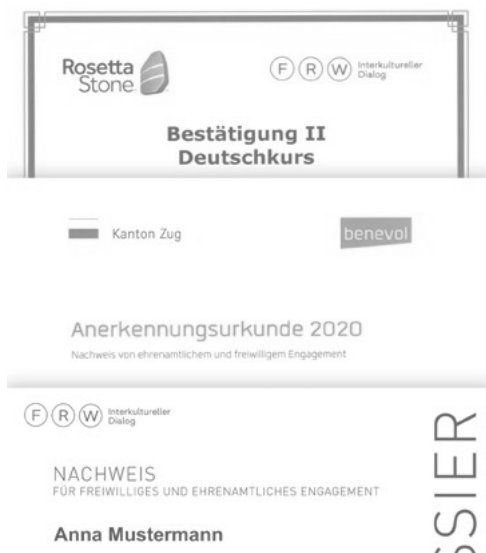 Rosetta
Stone
F R W Interkultureller
Dialog
Bestätigung II
Deutschkurs
Kanton Zug
benevol
Anerkennungsurkunde 2020
Nachweis von ehrenamtlichem und freiwilligem Engagement
F R W Interkultureller
Dialog
NACHWEIS
FÜR FREIWILLIGES UND EHRENAMTLICHES ENGAGEMENT
Anna Mustermann
SSIER